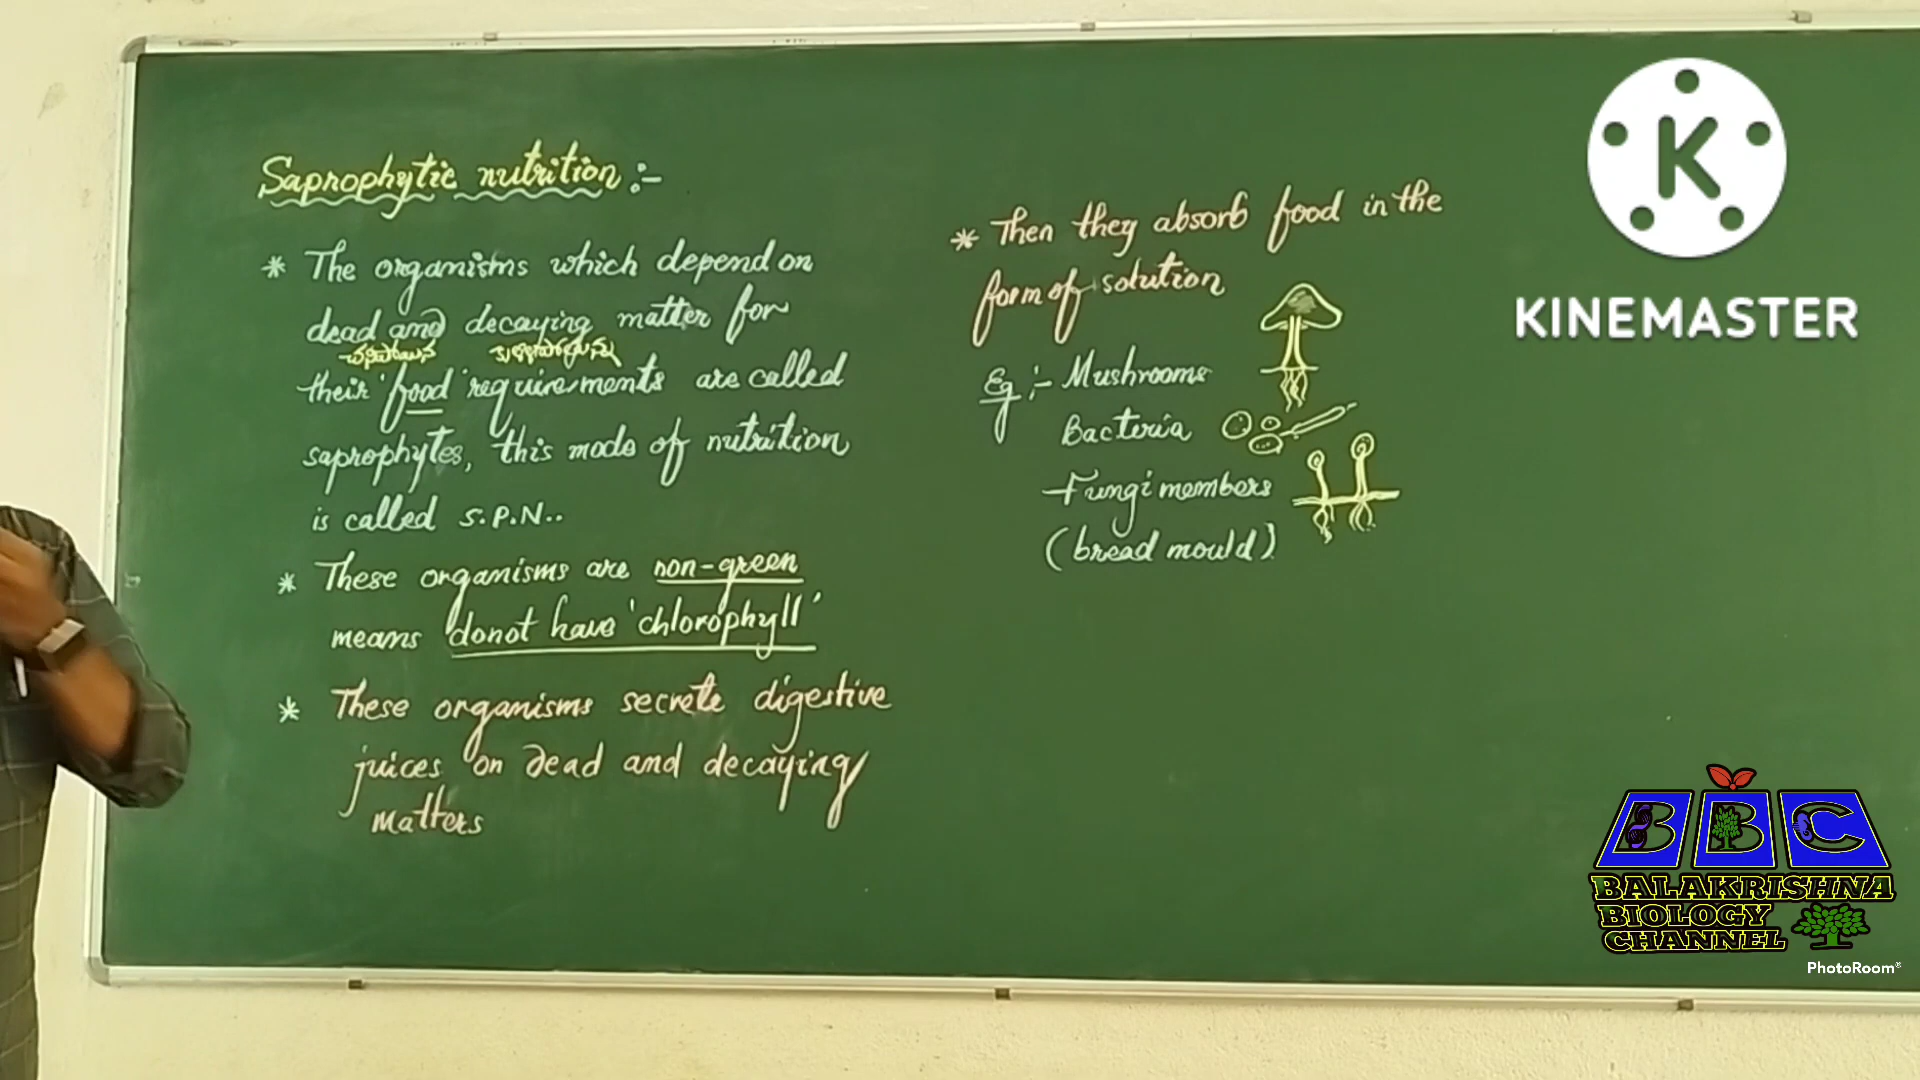 Saprophytic nutrition :-
* The organisms which depend on
dead and decaying matter for
their 'food' requirements are called
saprophytes, this mode of nutrition
is called S.P.N..
* These organisms are non-green
means donot have 'chlorophyll'
* These organisms secrete digestive
juices on dead and decaying
matters
* Then they absorb food in the
form of solution
Eg :- Mushrooms
Bacteria
Fungi members
(bread mould)
K
KINEMASTER
BBC
BALAKRISHNA
BIOLOGY
CHANNEL
PhotoRoom®